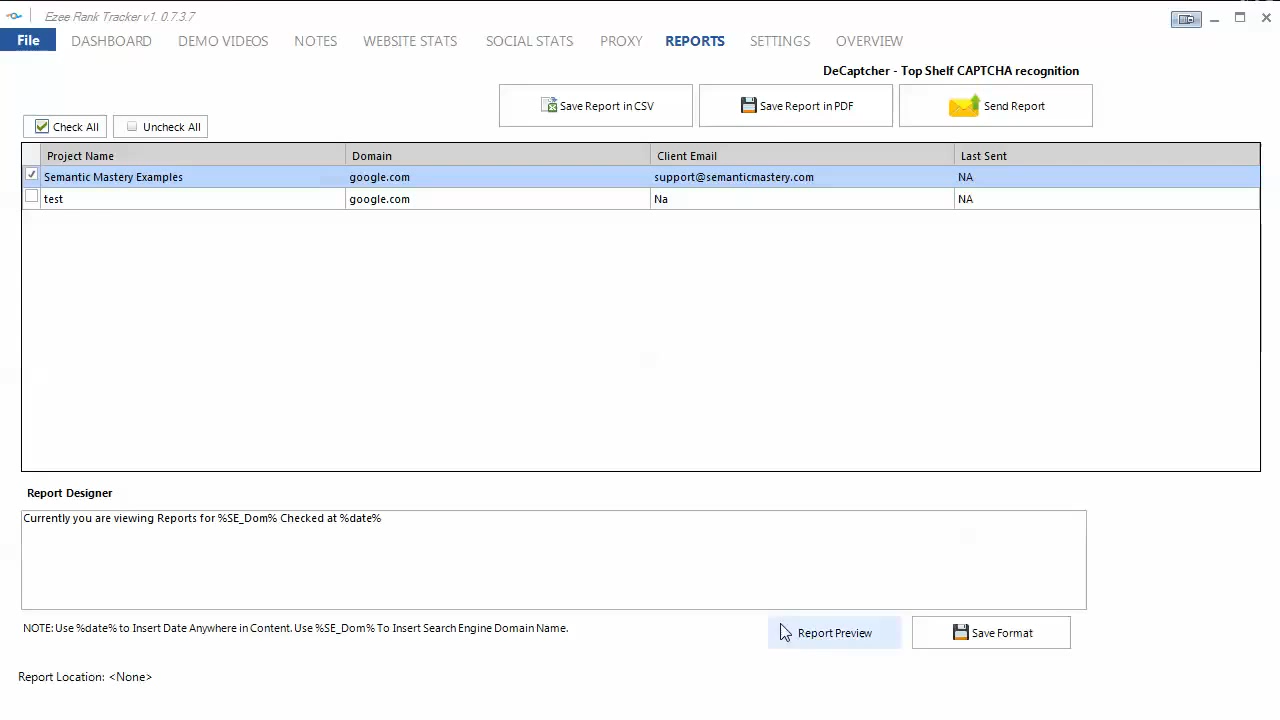 Ezee Rank Tracker v1. 0.7.3.7
File DASHBOARD DEMO VIDEOS NOTES WEBSITE STATS SOCIAL STATS PROXY REPORTS SETTINGS OVERVIEW
DeCaptcher - Top Shelf CAPTCHA recognition
Save Report in CSV Save Report in PDF Send Report
Check All Uncheck All
Project Name Domain Client Email Last Sent
Semantic Mastery Examples google.com support@semanticmastery.com NA
test google.com Na NA
Report Designer
Currently you are viewing Reports for %SE_Dom% Checked at %date%
NOTE: Use %date% to Insert Date Anywhere in Content. Use %SE_Dom% To Insert Search Engine Domain Name.
Report Preview Save Format
Report Location: <None>